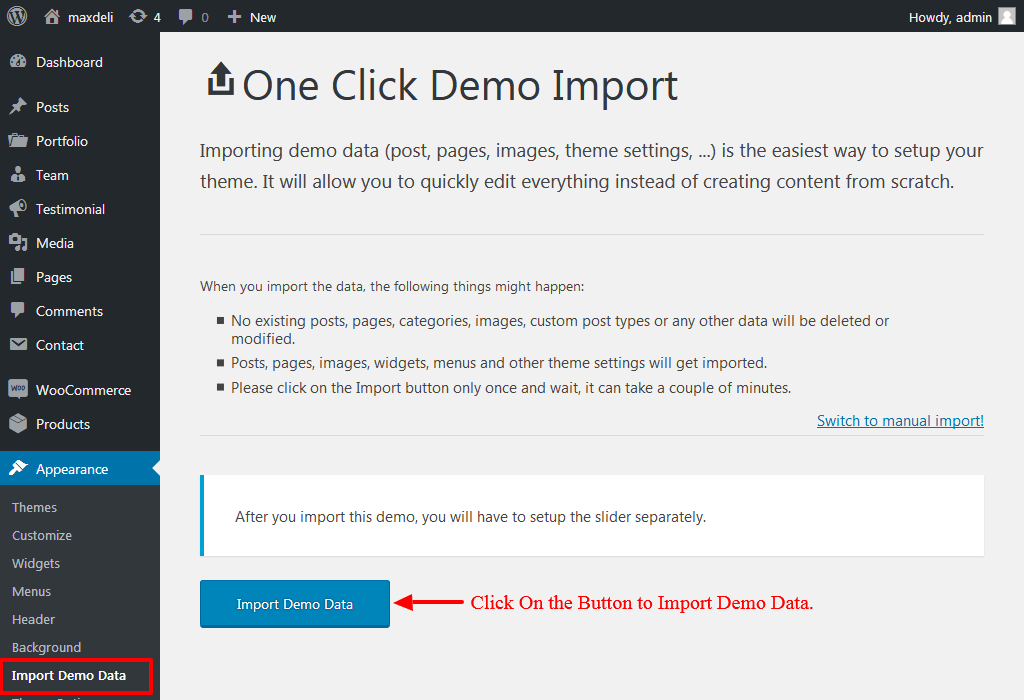 maxdeli 4 0 New Howdy, admin
Dashboard
Posts
Portfolio
Team
Testimonial
Media
Pages
Comments
Contact
WOO WooCommerce
Products
Appearance
Themes
Customize
Widgets
Menus
Header
Background
Import Demo Data
One Click Demo Import
Importing demo data (post, pages, images, theme settings, ...) is the easiest way to setup your
theme. It will allow you to quickly edit everything instead of creating content from scratch.
When you import the data, the following things might happen:
No existing posts, pages, categories, images, custom post types or any other data will be deleted or
modified.
Posts, pages, images, widgets, menus and other theme settings will get imported.
Please click on the Import button only once and wait, it can take a couple of minutes.
Switch to manual import!
After you import this demo, you will have to setup the slider separately.
Import Demo Data
Click On the Button to Import Demo Data.